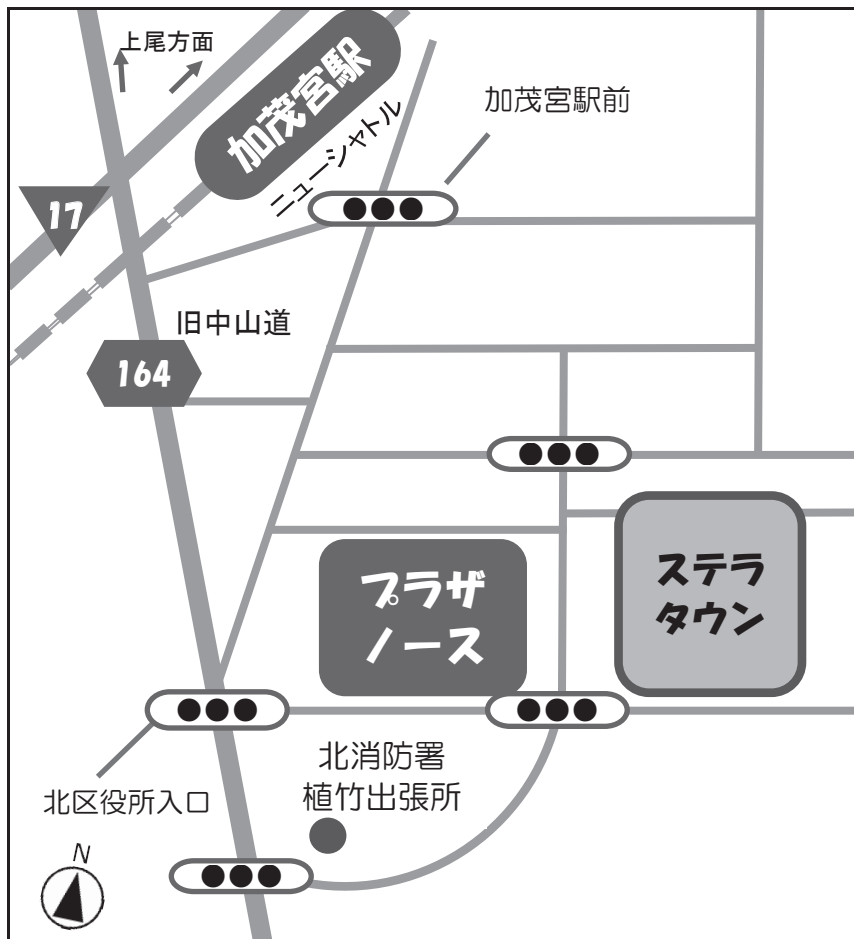 上尾方面
加茂宮駅
ニューシャトル
加茂宮駅前
17
旧中山道
164
ステラ
タウン
プラザ
ノース
北区役所入口
北消防署
植竹出張所
N